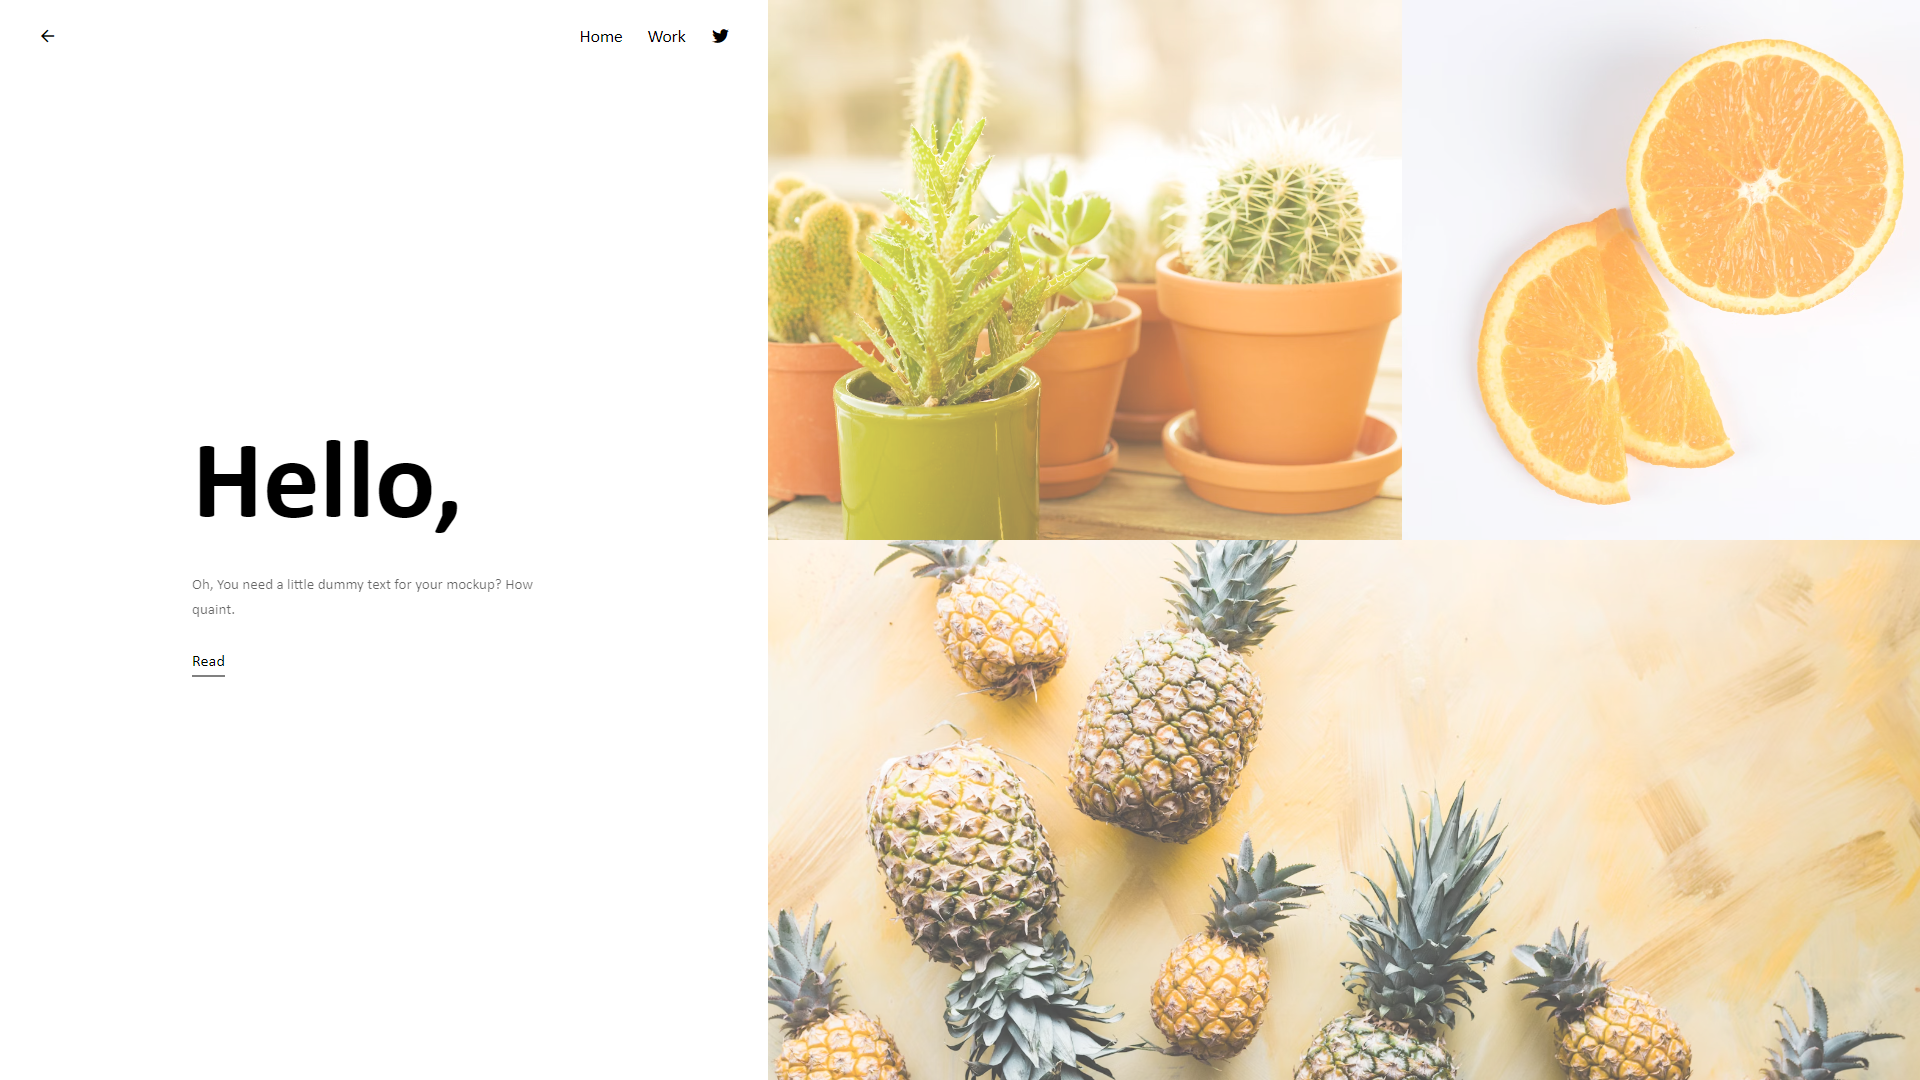 Home Work
Hello,
Oh, You need a little dummy text for your mockup? How
quaint.
Read